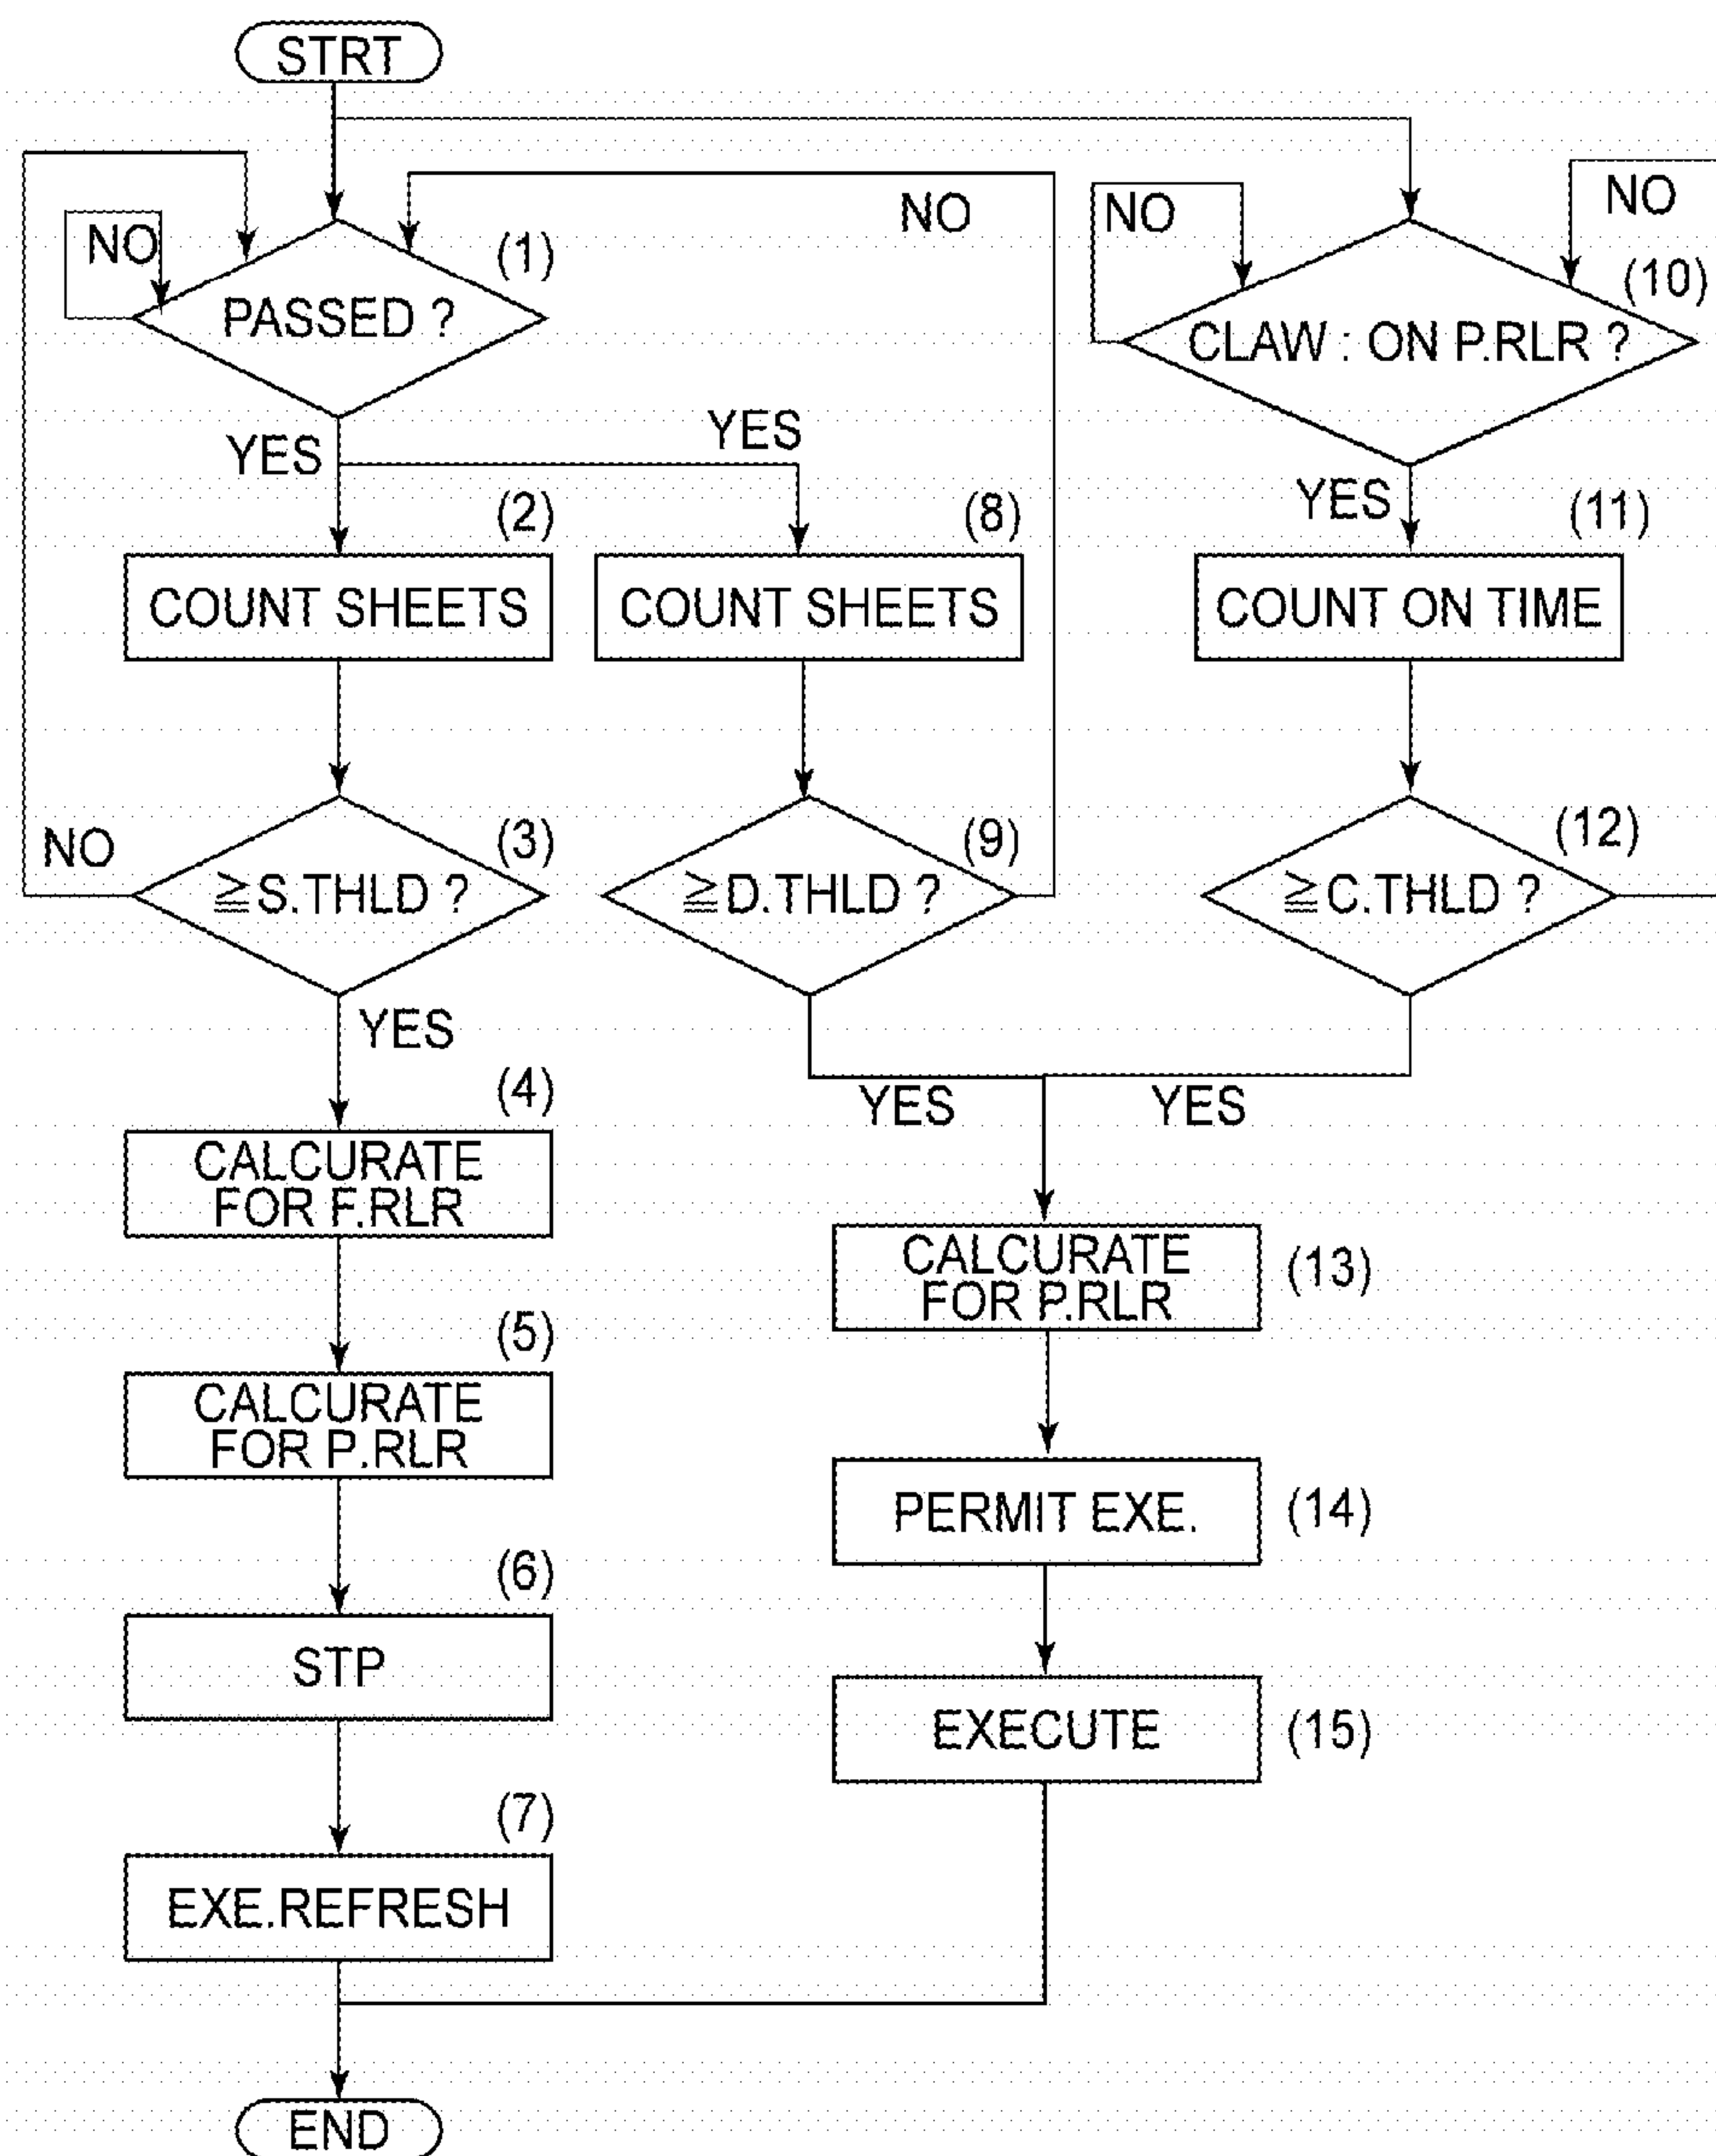 STRT
NO
NO
NO
NO
(1)
PASSED ?
(10)
CLAW : ON P.RLR ?
YES
YES
YES
(2)
(8)
(11)
COUNT SHEETS
COUNT SHEETS
COUNT ON TIME
NO
(3)
(9)
(12)
≧S.THLD ?
≧D.THLD ?
≧C.THLD ?
YES
YES
YES
(4)
CALCURATE
FOR F.RLR
CALCURATE
FOR P.RLR
(13)
(5)
CALCURATE
FOR P.RLR
PERMIT EXE.
(14)
(6)
STP
EXECUTE
(15)
(7)
EXE.REFRESH
END